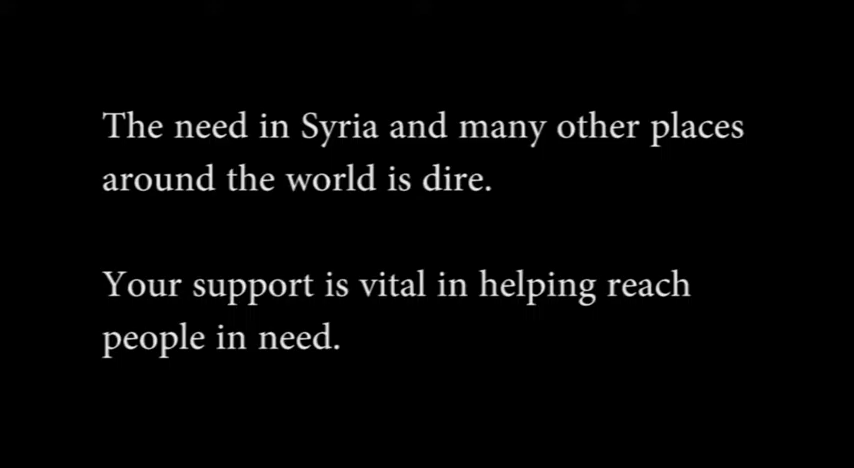 The need in Syria and many other places
around the world is dire.
Your support is vital in helping reach
people in need.